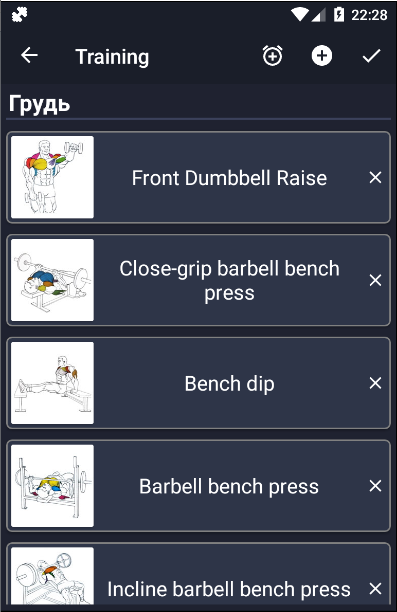 22:28
Training
Грудь
Front Dumbbell Raise
Close-grip barbell bench
press
Bench dip
Barbell bench press
Incline barbell bench press